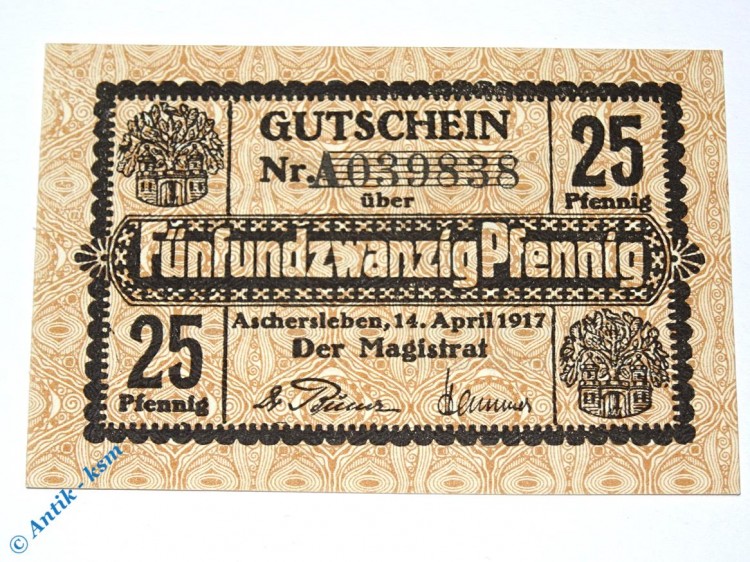 GUTSCHEIN
Nr. A039838
über
25
Pfennig
Fünfundzwanzig Pfennig
25
Pfennig
Aschersleben, 14. April 1917
Der Magistrat
© Antik - ksm